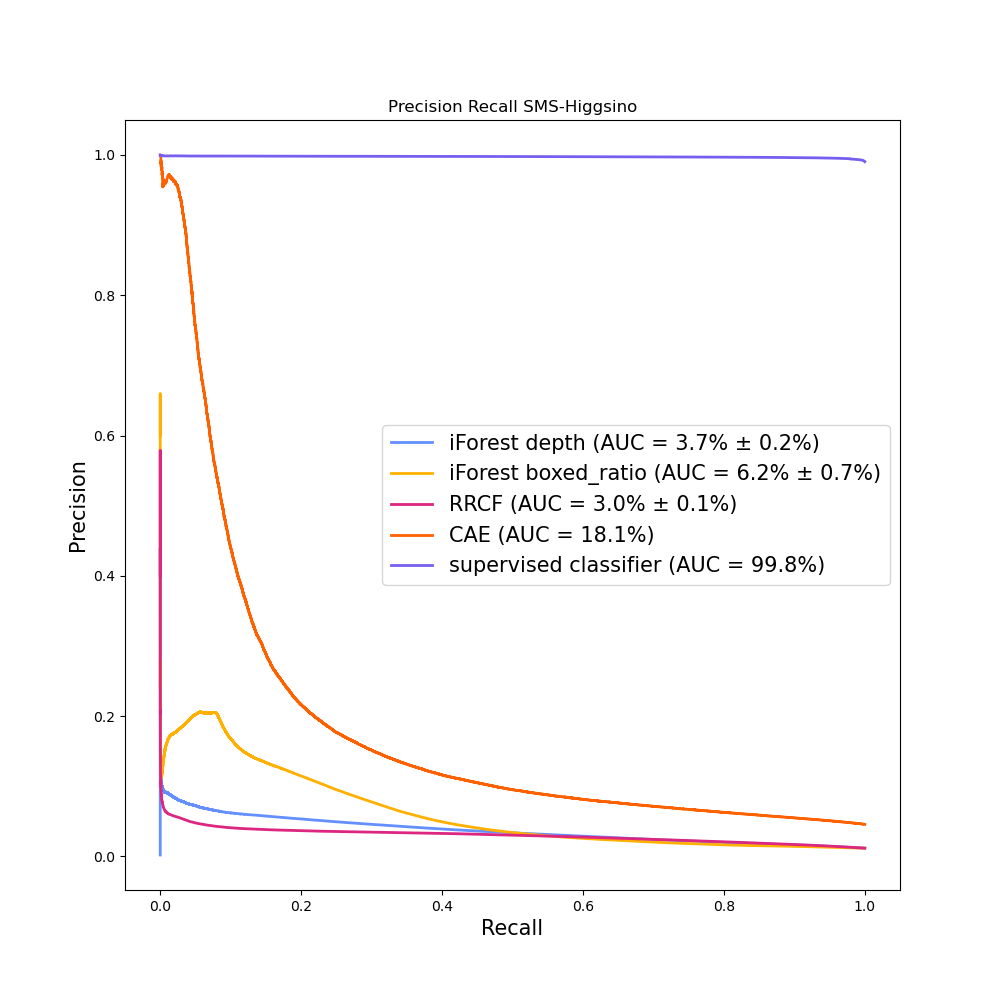 Precision Recall SMS-Higgsino
1.0
0.8
0.6
0.4
0.2
0.0
Precision
iForest depth (AUC = 3.7% ± 0.2%)
iForest boxed_ratio (AUC = 6.2% ± 0.7%)
RRCF (AUC = 3.0% ± 0.1%)
CAE (AUC = 18.1%)
supervised classifier (AUC = 99.8%)
0.0 0.2 0.4 0.6 0.8 1.0
Recall